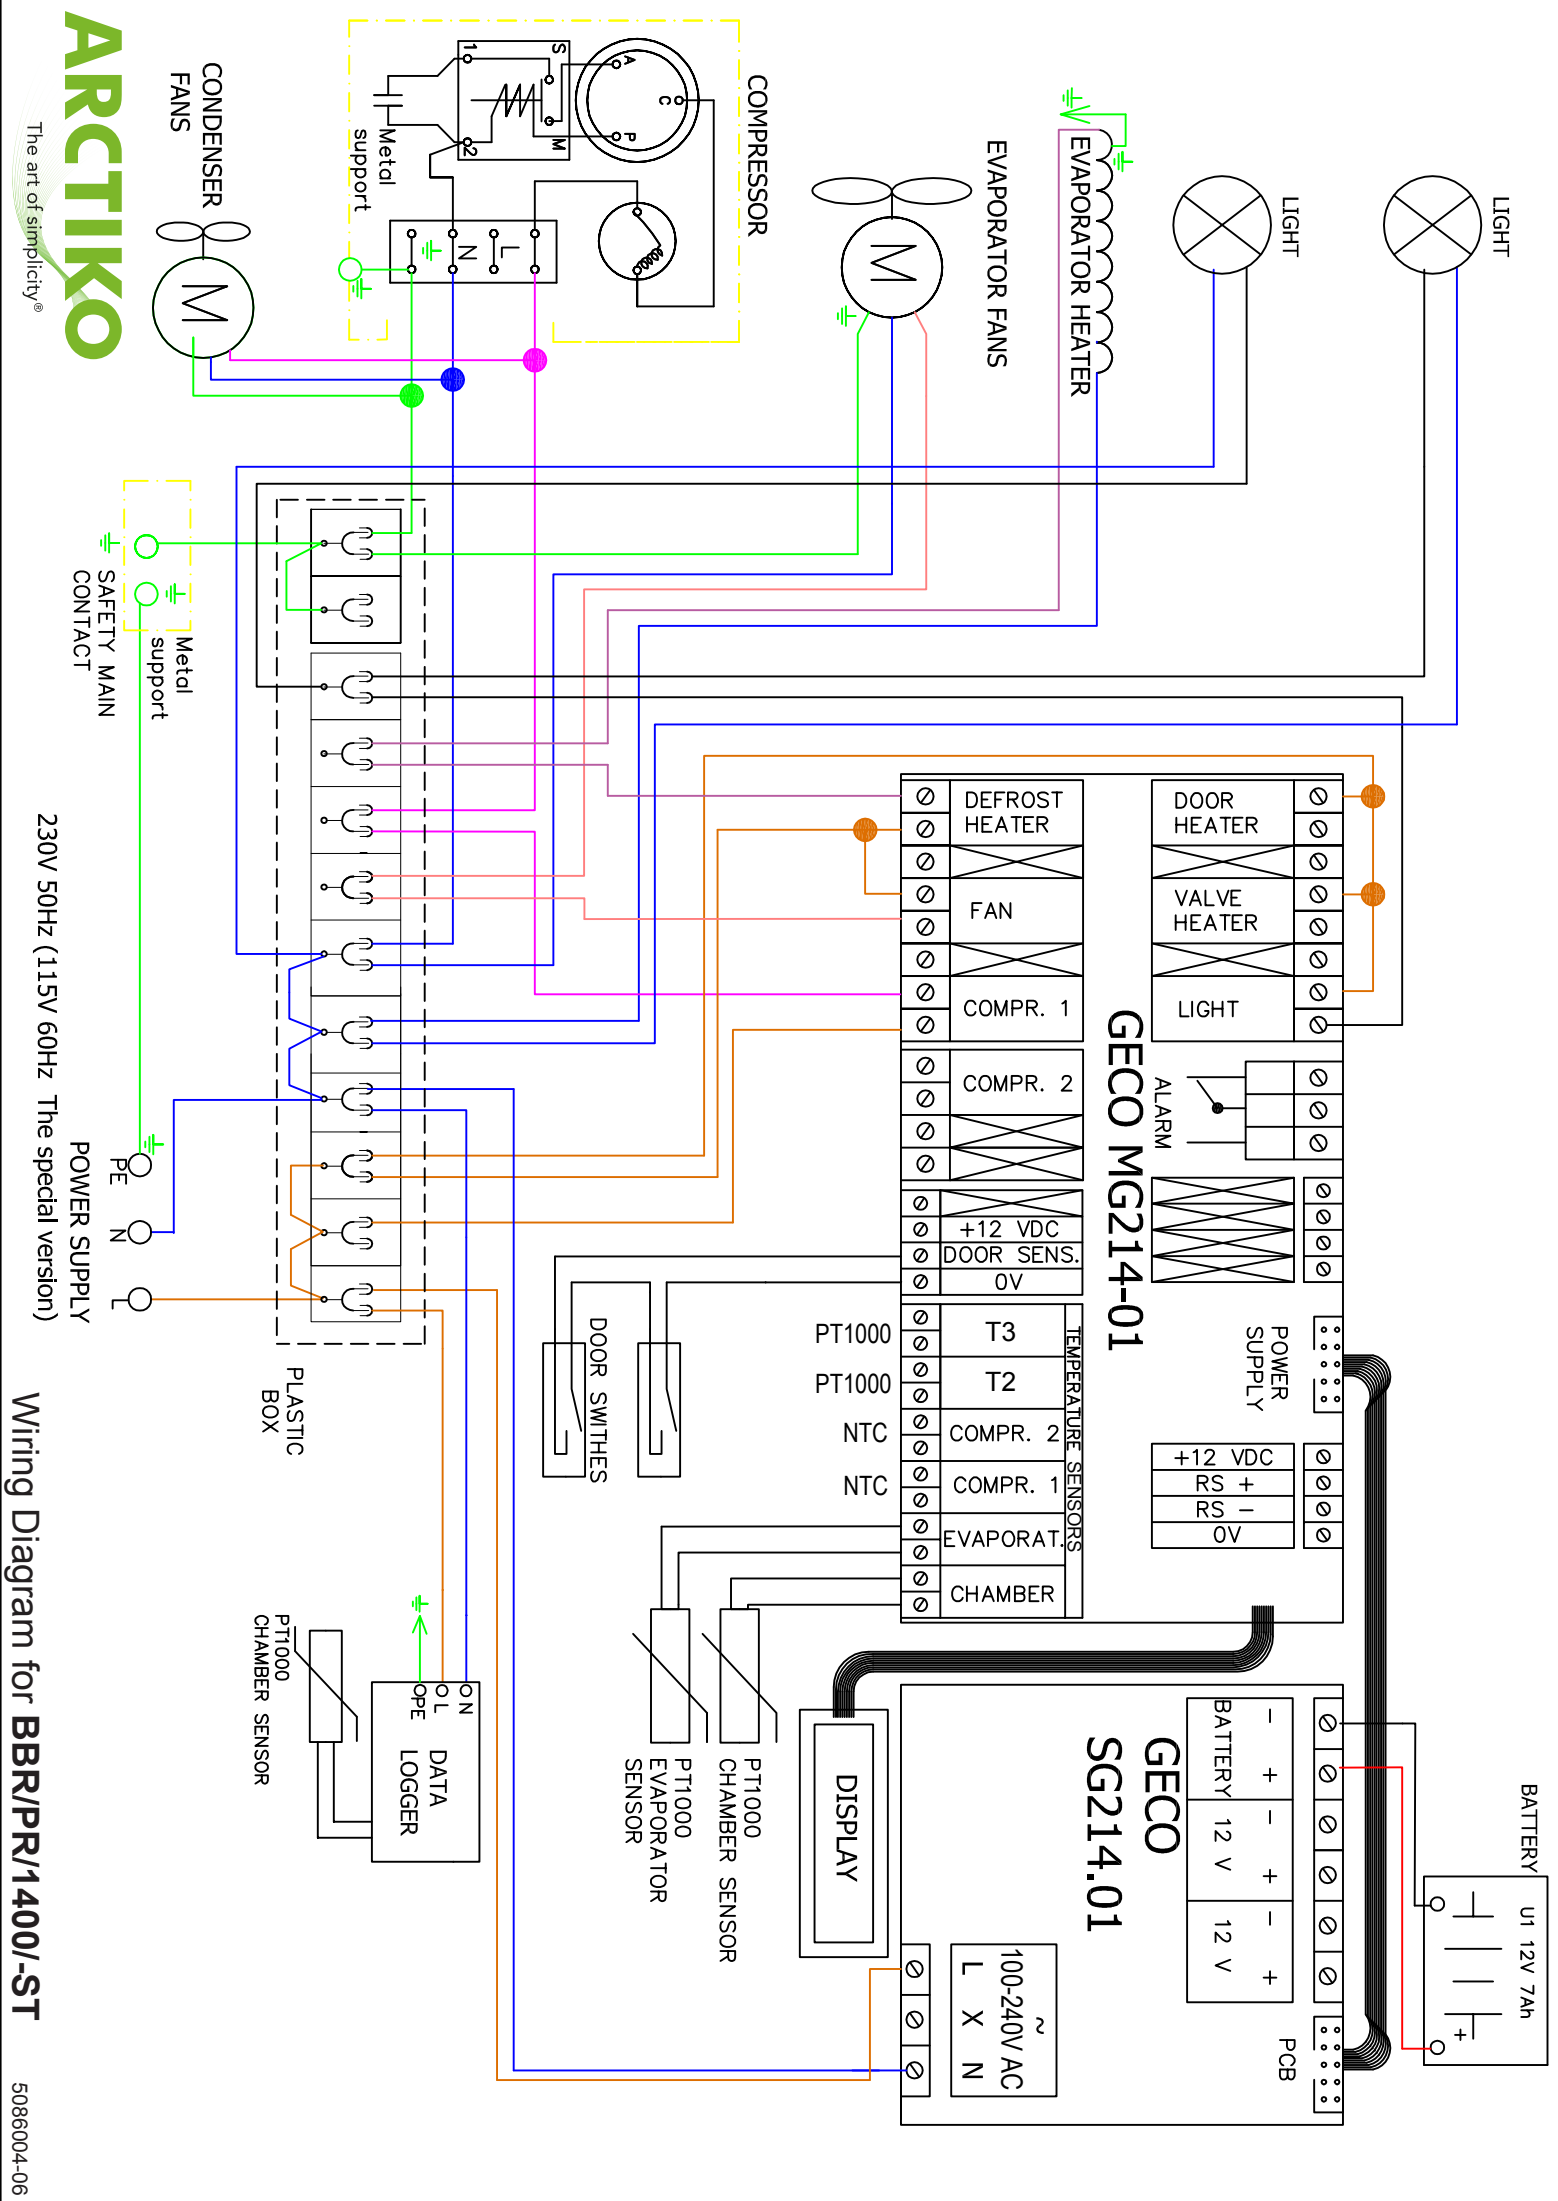 LIGHT
LIGHT
EVAPORATOR HEATER
EVAPORATOR FANS
M
COMPRESSOR
A
C
P
S
M
1
2
Metal
support
L
N
CONDENSER
FANS
M
ARCTIKO
The art of simplicity®
SAFETY MAIN
CONTACT
Metal
support
PLASTIC
BOX
POWER SUPPLY
PE
N
L
230V 50Hz (115V 60Hz The special version)
DOOR
HEATER
VALVE
HEATER
LIGHT
ALARM
POWER
SUPPLY
+12 VDC
RS +
RS -
0V
GECO MG214-01
DEFROST
HEATER
FAN
COMPR. 1
COMPR. 2
+12 VDC
DOOR SENS.
0V
TEMPERATURE SENSORS
T3
T2
COMPR. 2
COMPR. 1
EVAPORAT.
CHAMBER
PT1000
PT1000
NTC
NTC
DOOR SWITHES
PT1000
CHAMBER SENSOR
PT1000
EVAPORATOR
SENSOR
DISPLAY
BATTERY
U1 12V 7Ah
+
BATTERY
- +
12 V
- +
12 V
- +
PCB
GECO
SG214.01
~
100-240V AC
L X N
N
L
PE
DATA
LOGGER
PT1000
CHAMBER SENSOR
Wiring Diagram for BBR/PR/1400/-ST
5086004-06